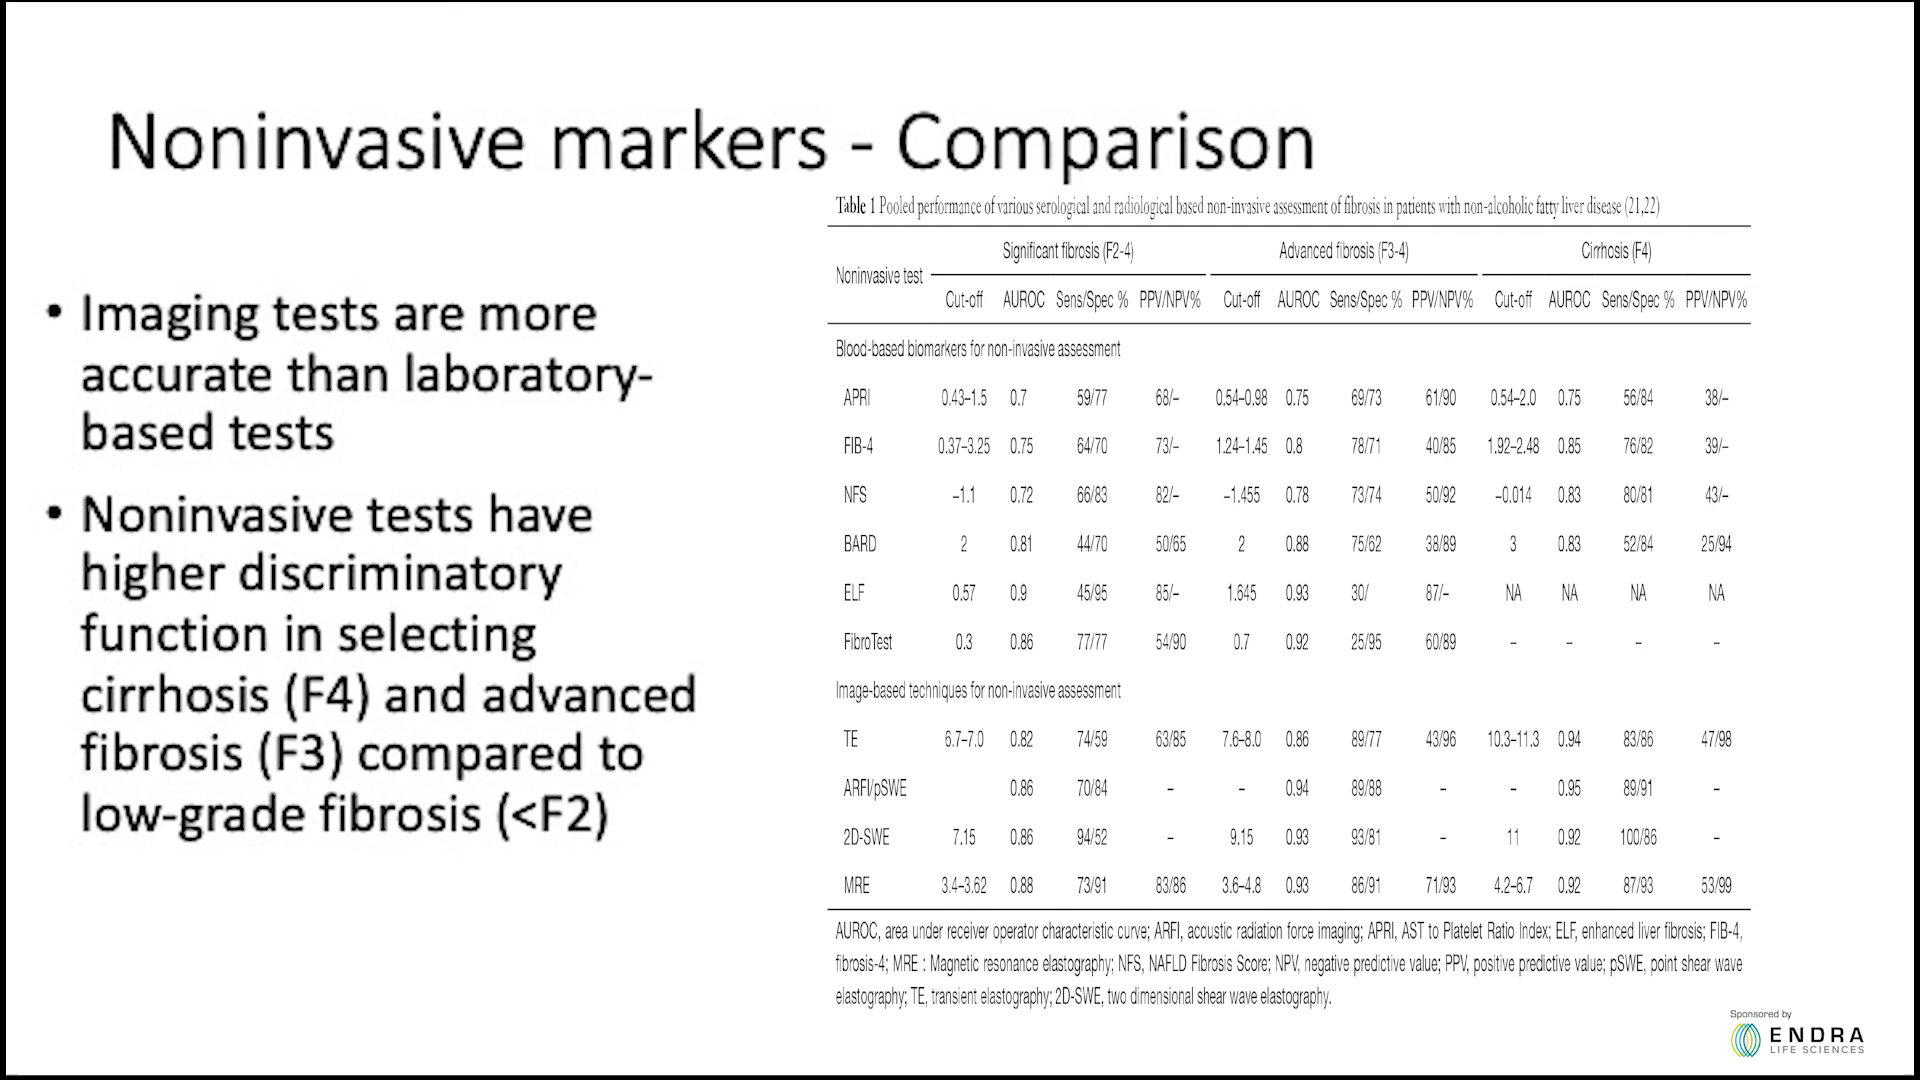 Noninvasive markers - Comparison
• Imaging tests are more
accurate than laboratory-
based tests
• Noninvasive tests have
higher discriminatory
function in selecting
cirrhosis (F4) and advanced
fibrosis (F3) compared to
low-grade fibrosis (<F2)
Table 1 Pooled performance of various serological and radiological based non-invasive assessment of fibrosis in patients with non-alcoholic fatty liver disease (21,22)
Noninvasive test Significant fibrosis (F2-4) Advanced fibrosis (F3-4) Cirrhosis (F4)
Cut-off AUROC Sens/Spec % PPV/NPV% Cut-off AUROC Sens/Spec % PPV/NPV% Cut-off AUROC Sens/Spec % PPV/NPV%
Blood-based biomarkers for non-invasive assessment
APRI 0.43–1.5 0.7 59/77 68/– 0.54–0.98 0.75 69/73 61/90 0.54–2.0 0.75 56/84 38/–
FIB-4 0.37–3.25 0.75 64/70 73/– 1.24–1.45 0.8 78/71 40/85 1.92–2.48 0.85 76/82 39/–
NFS –1.1 0.72 66/83 82/– –1.455 0.78 73/74 50/92 –0.014 0.83 80/81 43/–
BARD 2 0.81 44/70 50/65 2 0.88 75/62 38/89 3 0.83 52/84 25/94
ELF 0.57 0.9 45/95 85/– 1.645 0.93 30/ 87/– NA NA NA NA
FibroTest 0.3 0.86 77/77 54/90 0.7 0.92 25/95 60/89 – – – –
Image-based techniques for non-invasive assessment
TE 6.7–7.0 0.82 74/59 63/85 7.6–8.0 0.86 89/77 43/96 10.3–11.3 0.94 83/86 47/98
ARFI/pSWE 0.86 70/84 – – 0.94 89/88 – – 0.95 89/91 –
2D-SWE 7.15 0.86 94/52 – 9.15 0.93 93/81 – 11 0.92 100/86 –
MRE 3.4–3.62 0.88 73/91 83/86 3.6–4.8 0.93 86/91 71/93 4.2–6.7 0.92 87/93 53/99
AUROC, area under receiver operator characteristic curve; ARFI, acoustic radiation force imaging; APRI, AST to Platelet Ratio Index; ELF, enhanced liver fibrosis; FIB-4,
fibrosis-4; MRE : Magnetic resonance elastography; NFS, NAFLD Fibrosis Score; NPV, negative predictive value; PPV, positive predictive value; pSWE, point shear wave
elastography; TE, transient elastography; 2D-SWE, two dimensional shear wave elastography.
Sponsored by
ENDRA
LIFE SCIENCES